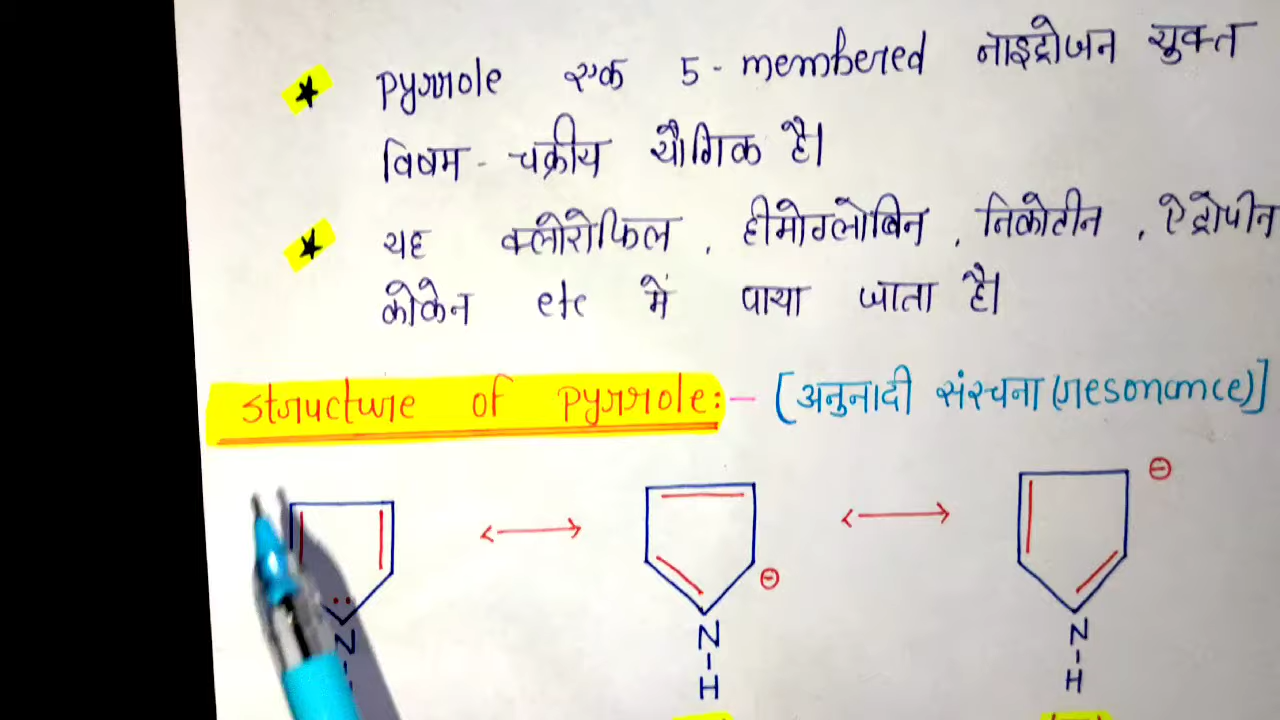 ★ pyrrole एक 5-membered नाइट्रोजन युक्त
विषम-चक्रीय यौगिक है।
★ यह क्लोरोफिल, हीमोग्लोबिन, निकोटीन, ऐट्रोपीन
कोकेन etc में पाया जाता है।
structure of pyrrole:- [अनुनादी संरचना (resonance)]
⊖
⊖
N N N
H H